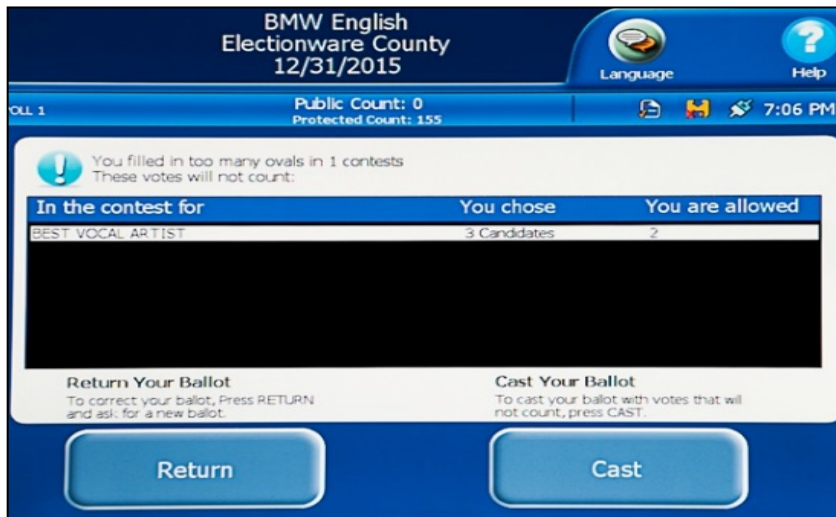 BMW English
Electionware County
12/31/2015
Language
Help
OLL 1
Public Count: 0
Protected Count: 155
7:06 PM
You filled in too many ovals in 1 contests
These votes will not count:
In the contest for You chose You are allowed
BEST VOCAL ARTIST 3 Candidates 2
Return Your Ballot
To correct your ballot, Press RETURN
and ask for a new ballot.
Cast Your Ballot
To cast your ballot with votes that will
not count, press CAST.
Return
Cast